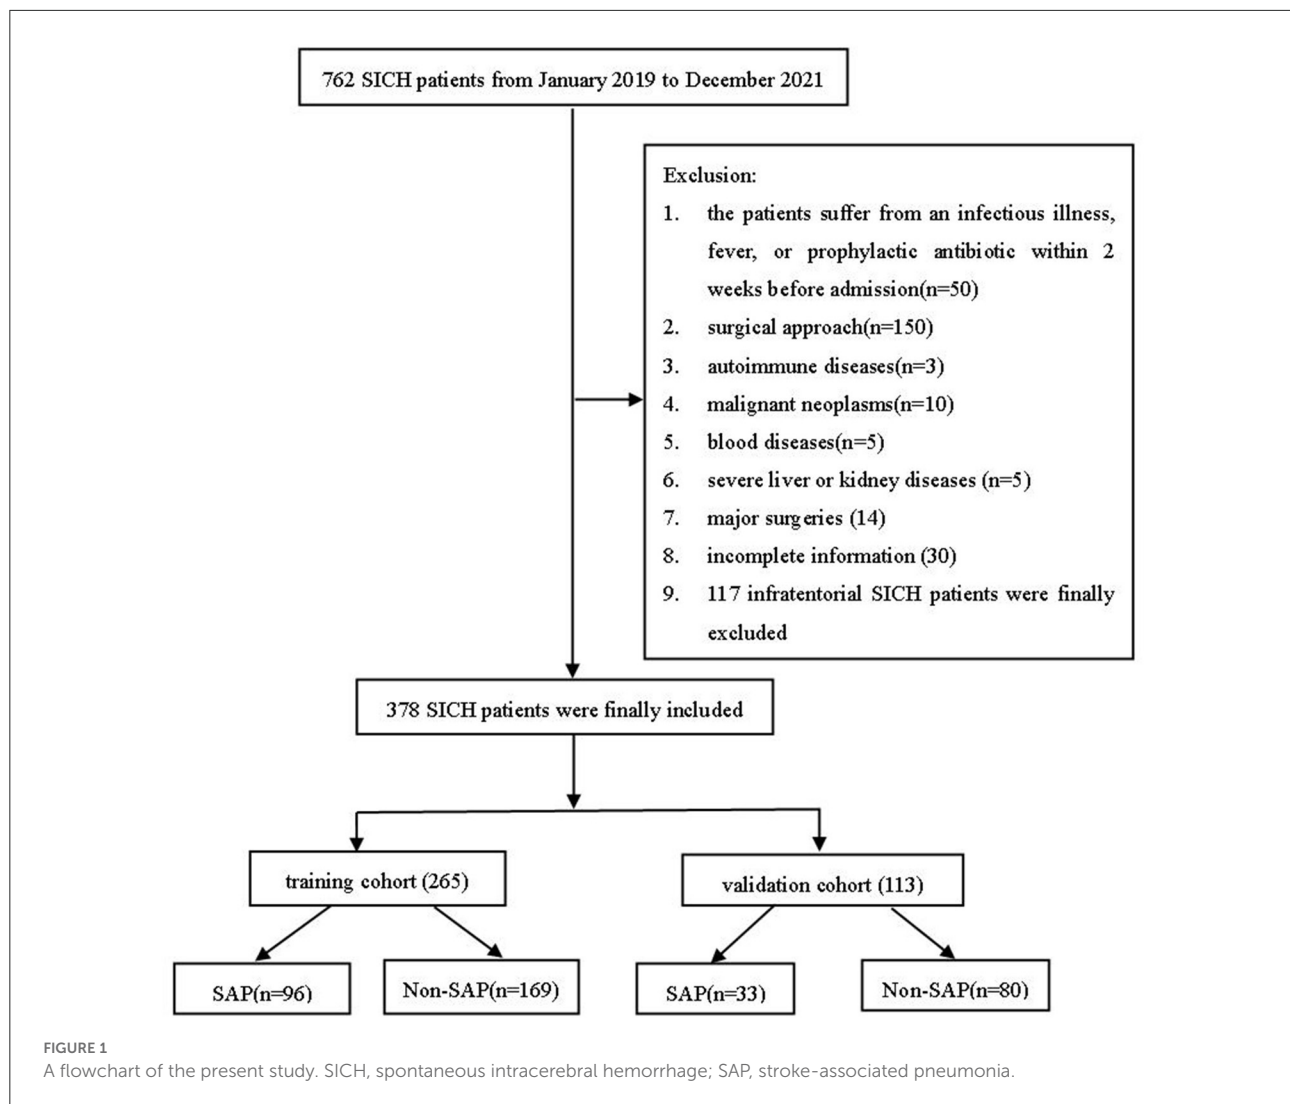 762 SICH patients from January 2019 to December 2021
Exclusion:
1. the patients suffer from an infectious illness,
fever, or prophylactic antibiotic within 2
weeks before admission(n=50)
2. surgical approach(n=150)
3. autoimmune diseases(n=3)
4. malignant neoplasms(n=10)
5. blood diseases(n=5)
6. severe liver or kidney diseases (n=5)
7. major surgeries (14)
8. incomplete information (30)
9. 117 infratentorial SICH patients were finally
excluded
378 SICH patients were finally included
training cohort (265)
validation cohort (113)
SAP(n=96)
Non-SAP(n=169)
SAP(n=33)
Non-SAP(n=80)
FIGURE 1
A flowchart of the present study. SICH, spontaneous intracerebral hemorrhage; SAP, stroke-associated pneumonia.